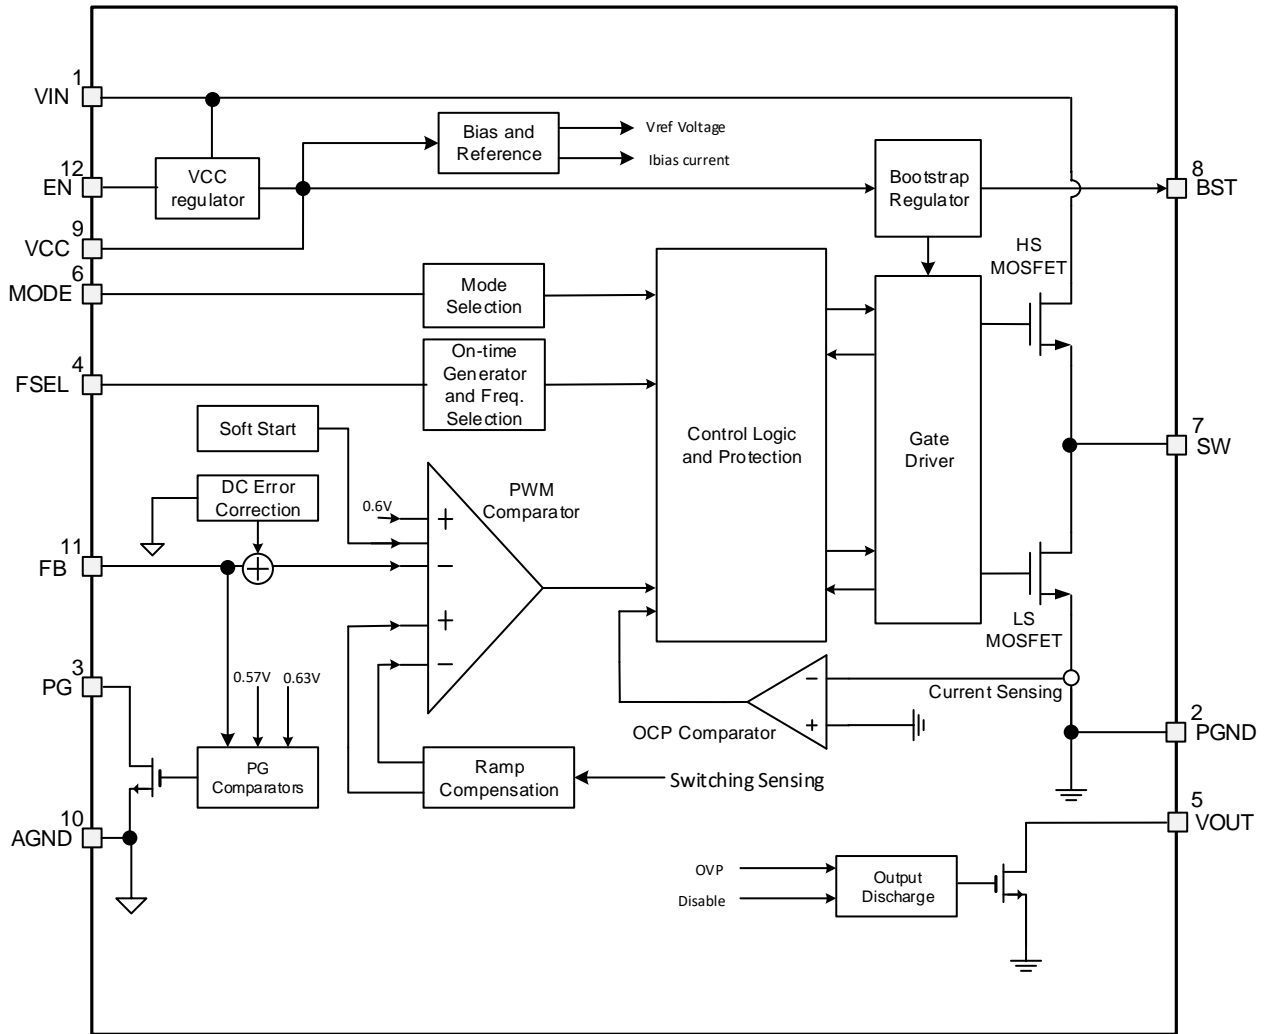 1
VIN
12
EN
9
VCC
6
MODE
4
FSEL
11
FB
3
PG
10
AGND
VCC
regulator
Bias and
Reference
Vref Voltage
Ibias current
Bootstrap
Regulator
8
BST
HS
MOSFET
Mode
Selection
On-time
Generator
and Freq.
Selection
Soft Start
DC Error
Correction
0.6V
+
−
+
−
PWM
Comparator
Control Logic
and Protection
Gate
Driver
7
SW
LS
MOSFET
Current Sensing
−
+
OCP Comparator
2
PGND
0.57V
0.63V
PG
Comparators
Ramp
Compensation
Switching Sensing
5
VOUT
OVP
Disable
Output
Discharge